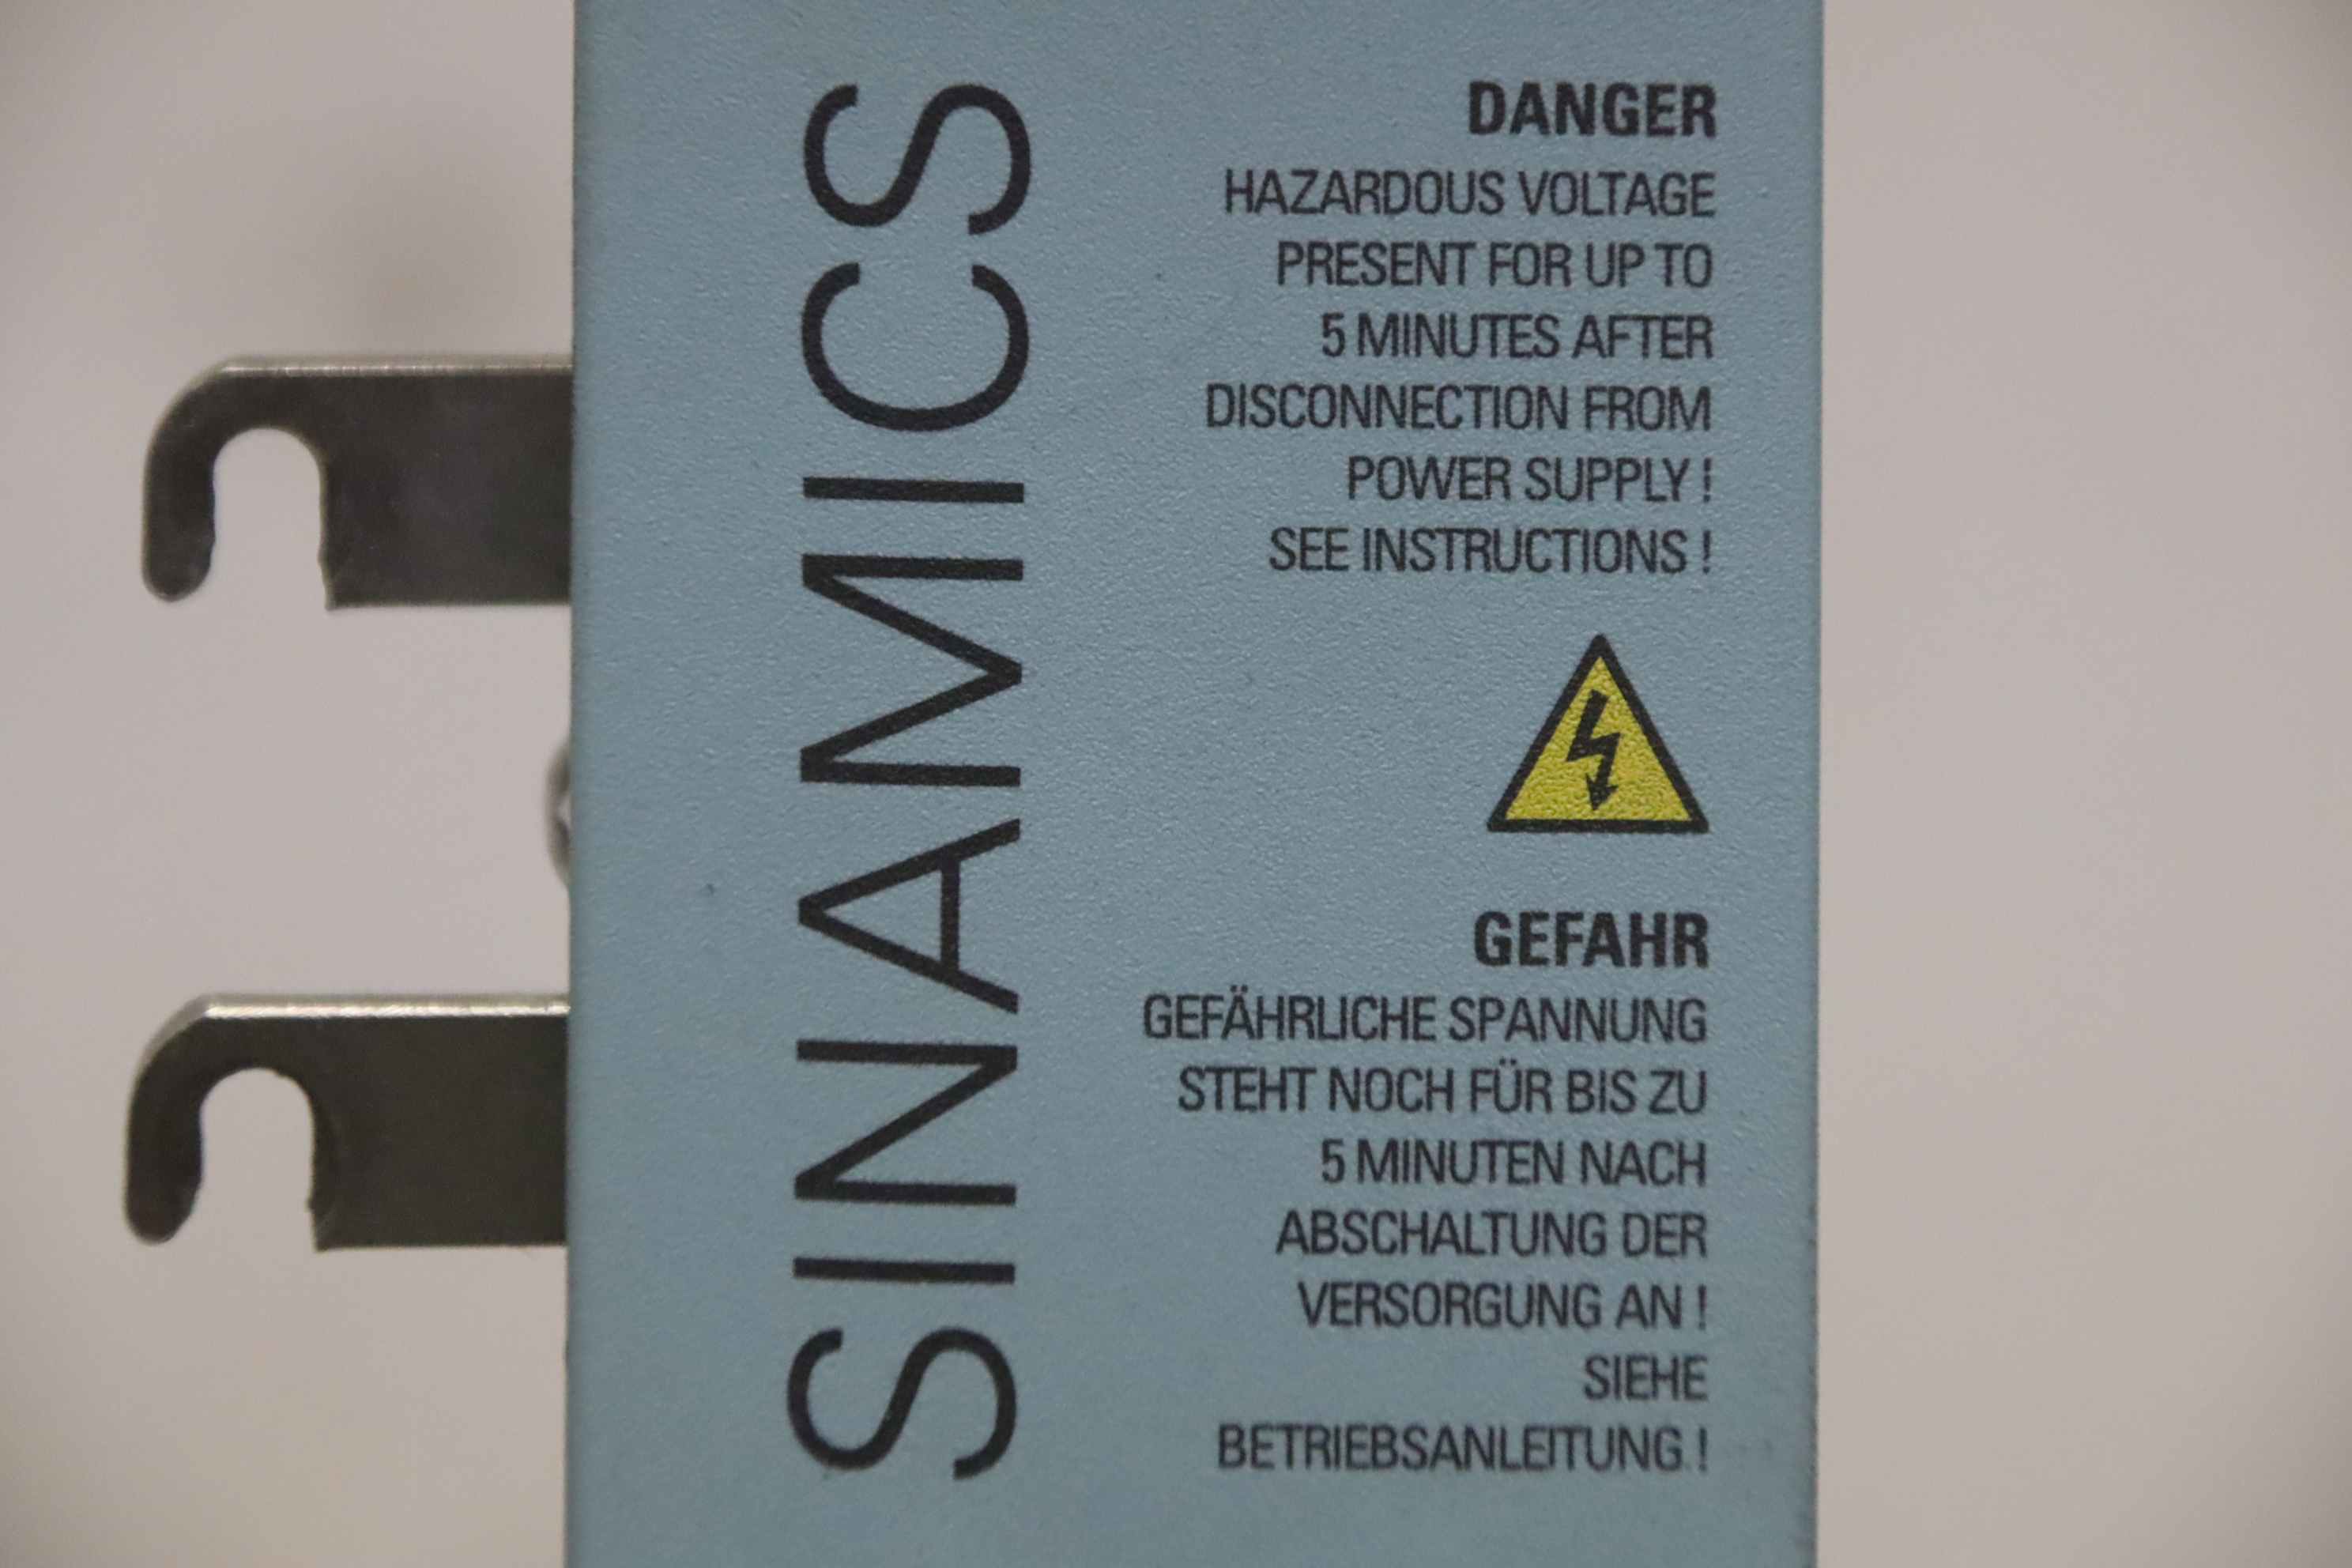 SINAMICS
DANGER
HAZARDOUS VOLTAGE
PRESENT FOR UP TO
5 MINUTES AFTER
DISCONNECTION FROM
POWER SUPPLY !
SEE INSTRUCTIONS !
GEFAHR
GEFÄHRLICHE SPANNUNG
STEHT NOCH FÜR BIS ZU
5 MINUTEN NACH
ABSCHALTUNG DER
VERSORGUNG AN !
SIEHE
BETRIEBSANLEITUNG !